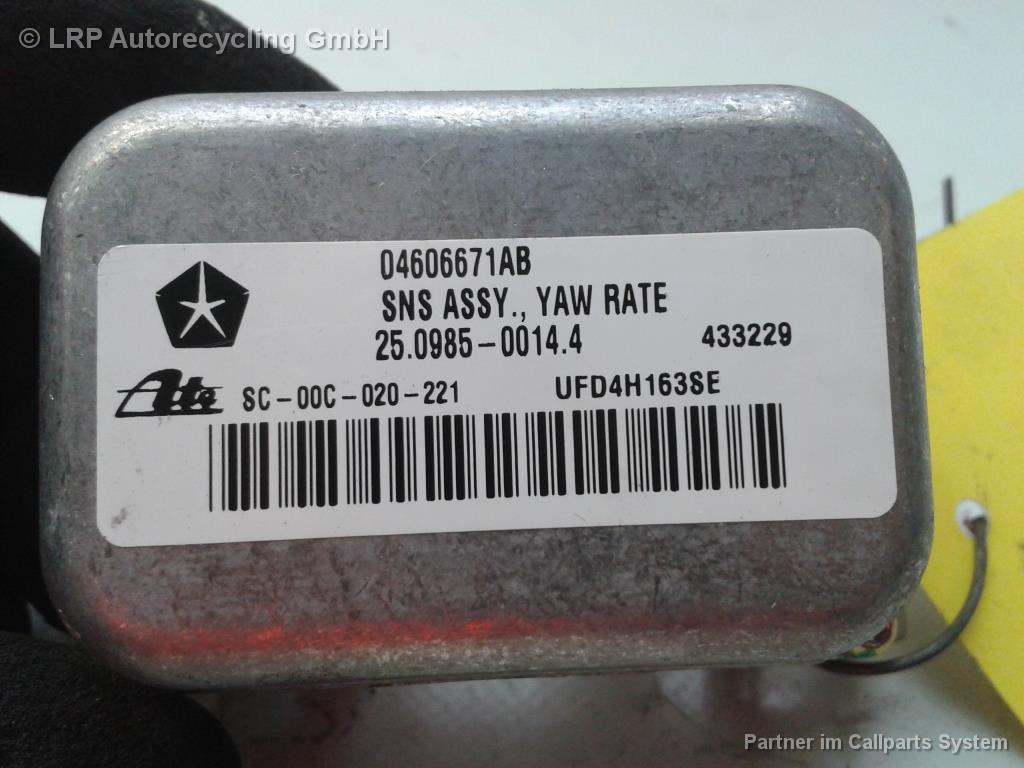 © LRP Autorecycling GmbH
04606671AB
SNS ASSY., YAW RATE
25.0985-0014.4 433229
Ate SC-00C-020-221 UFD4H163SE
Partner im Callparts System